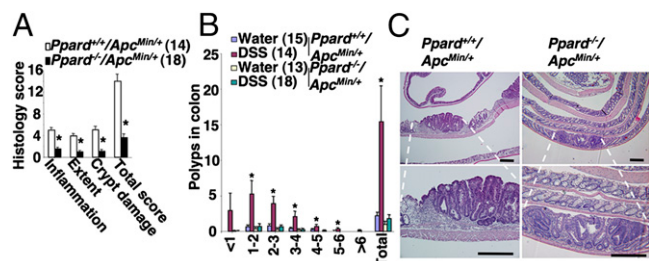 A
Ppard+/+/ApcMin/+ (14)
Ppard-/-/ApcMin/+ (18)
Histology score
16
12
8
4
0
*
*
*
*
Inflammation
Extent
Crypt damage
Total score
B
Water (15)
DSS (14)
Ppard+/+/
ApcMin/+
Water (13)
DSS (18)
Ppard-/-/
ApcMin/+
Polyps in colon
25
20
15
10
5
0
*
*
*
*
*
*
<1
1-2
2-3
3-4
4-5
5-6
>6
Total
C
Ppard+/+/
ApcMin/+
Ppard-/-/
ApcMin/+